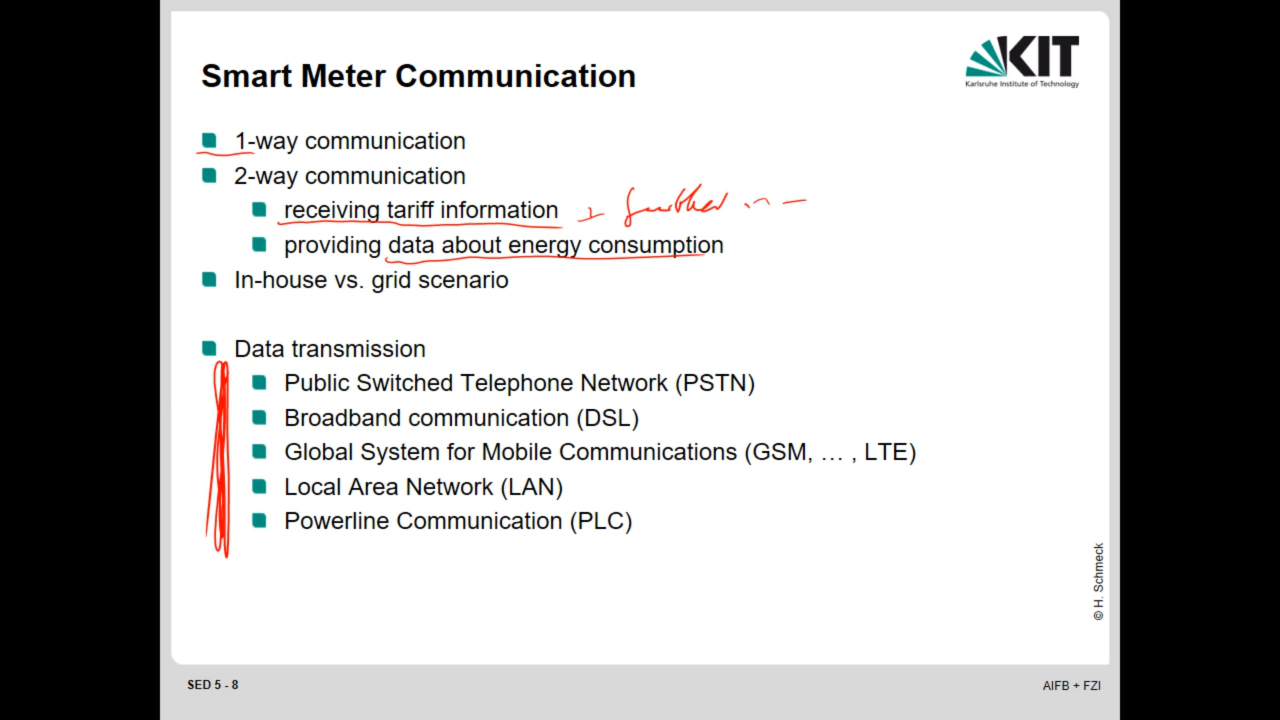 KIT
Karlsruhe Institute of Technology
Smart Meter Communication
1-way communication
2-way communication
receiving tariff information + further
providing data about energy consumption
In-house vs. grid scenario
Data transmission
Public Switched Telephone Network (PSTN)
Broadband communication (DSL)
Global System for Mobile Communications (GSM, … , LTE)
Local Area Network (LAN)
Powerline Communication (PLC)
© H. Schmeck
SED 5 - 8
AIFB + FZI